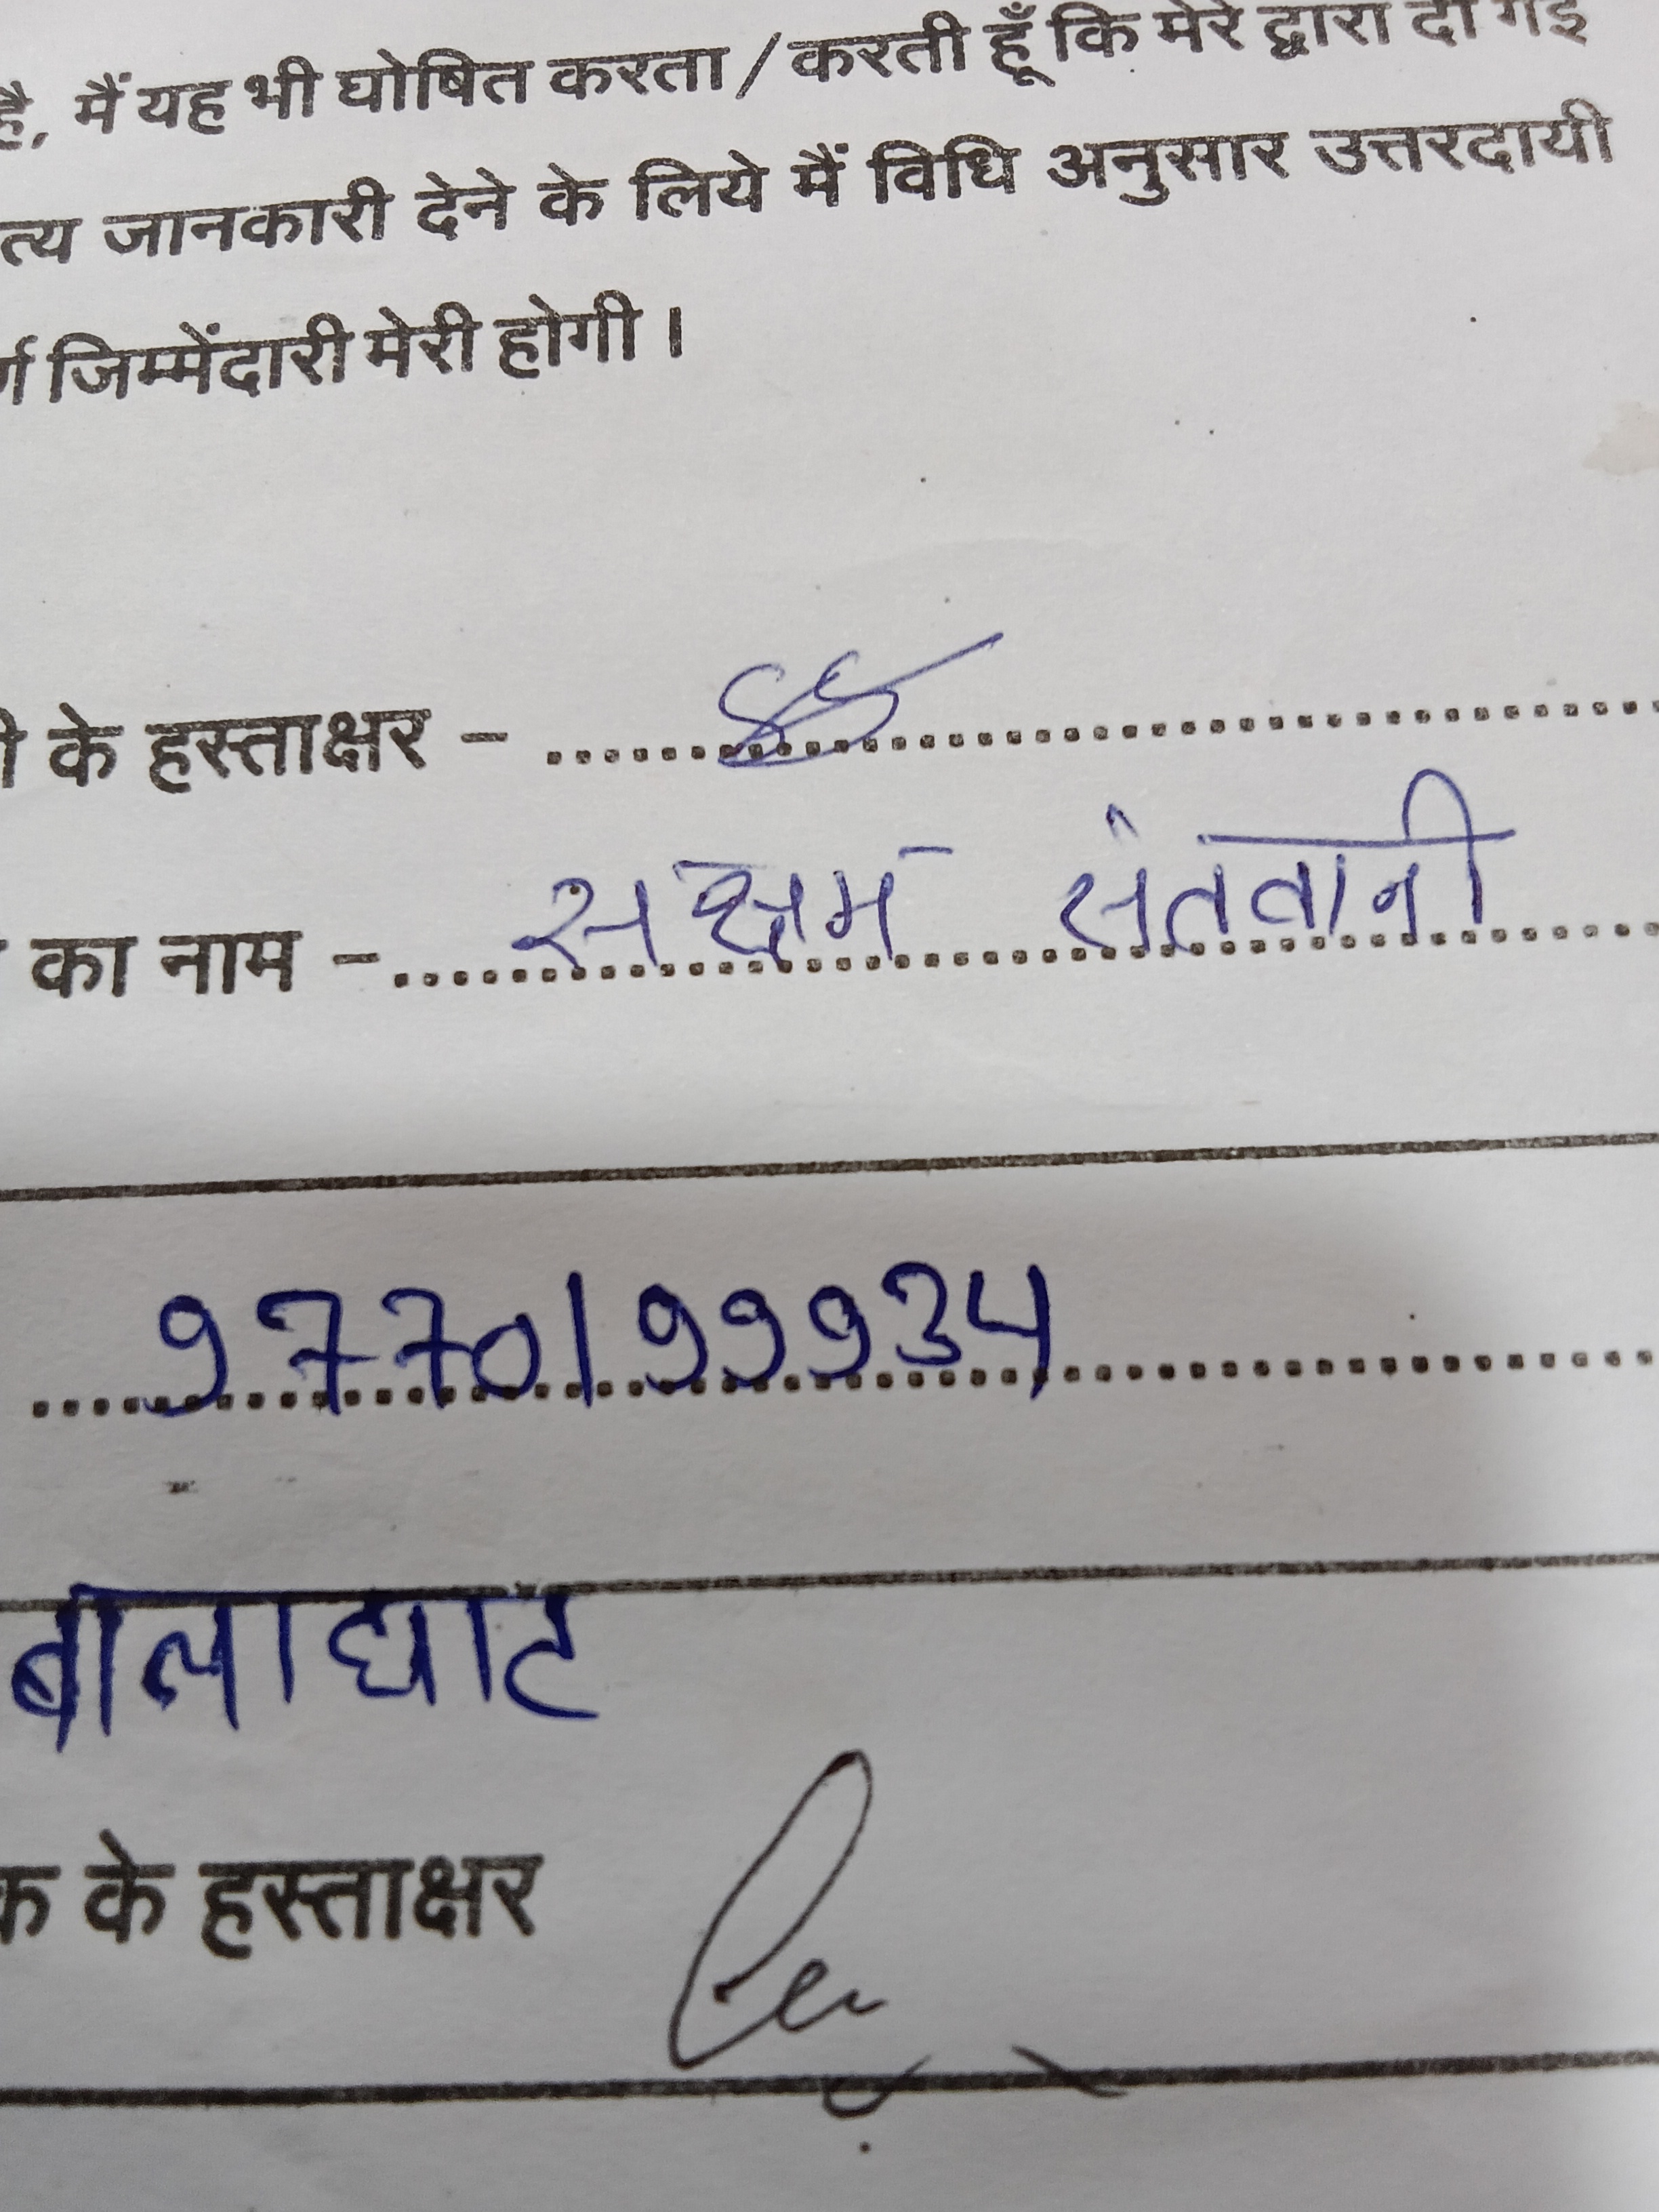 है, मैं यह भी घोषित करता / करती हूँ कि मेरे द्वारा दी गई
त्य जानकारी देने के लिये मैं विधि अनुसार उत्तरदायी
र्ण जिम्मेंदारी मेरी होगी ।
ी के हस्ताक्षर -
का नाम - सक्षम संतवानी
9770199934
बालाघाट
क के हस्ताक्षर